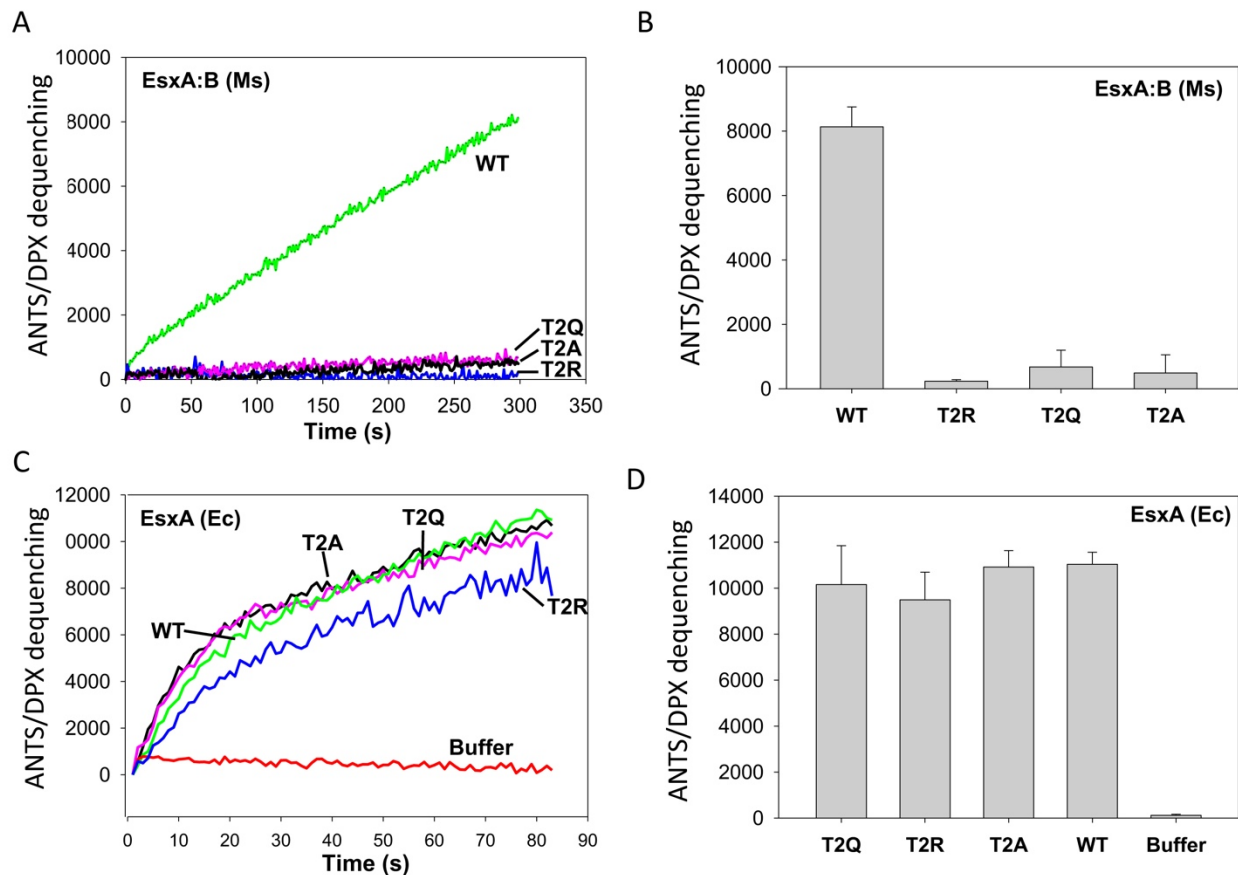 A
EsxA:B (Ms)
ANTS/DPX dequenching
10000
8000
6000
4000
2000
0
WT
T2Q
T2A
T2R
0 50 100 150 200 250 300 350
Time (s)
B
EsxA:B (Ms)
ANTS/DPX dequenching
10000
8000
6000
4000
2000
0
WT T2R T2Q T2A
C
EsxA (Ec)
ANTS/DPX dequenching
12000
10000
8000
6000
4000
2000
0
T2A
T2Q
WT
T2R
Buffer
0 10 20 30 40 50 60 70 80 90
Time (s)
D
EsxA (Ec)
ANTS/DPX dequenching
14000
12000
10000
8000
6000
4000
2000
0
T2Q T2R T2A WT Buffer